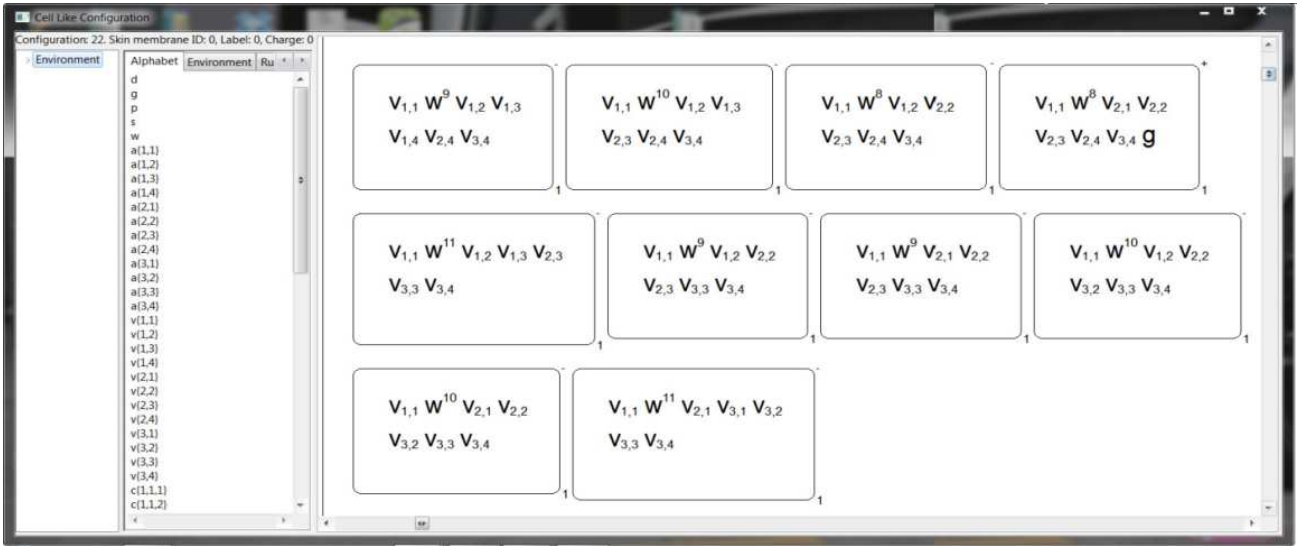 Cell Like Configuration
Configuration: 22. Skin membrane ID: 0, Label: 0, Charge: 0
Environment
Alphabet Environment Ru
d
g
p
s
w
a{1,1}
a{1,2}
a{1,3}
a{1,4}
a{2,1}
a{2,2}
a{2,3}
a{2,4}
a{3,1}
a{3,2}
a{3,3}
a{3,4}
v{1,1}
v{1,2}
v{1,3}
v{1,4}
v{2,1}
v{2,2}
v{2,3}
v{2,4}
v{3,1}
v{3,2}
v{3,3}
v{3,4}
c{1,1,1}
c{1,1,2}
V1,1 W9 V1,2 V1,3
V1,4 V2,4 V3,4
-
1
V1,1 W10 V1,2 V1,3
V2,3 V2,4 V3,4
-
1
V1,1 W8 V1,2 V2,2
V2,3 V2,4 V3,4
-
1
V1,1 W8 V2,1 V2,2
V2,3 V2,4 V3,4 g
+
1
V1,1 W11 V1,2 V1,3 V2,3
V3,3 V3,4
-
1
V1,1 W9 V1,2 V2,2
V2,3 V3,3 V3,4
-
1
V1,1 W9 V2,1 V2,2
V2,3 V3,3 V3,4
-
1
V1,1 W10 V1,2 V2,2
V3,2 V3,3 V3,4
-
1
V1,1 W10 V2,1 V2,2
V3,2 V3,3 V3,4
-
1
V1,1 W11 V2,1 V3,1 V3,2
V3,3 V3,4
-
1